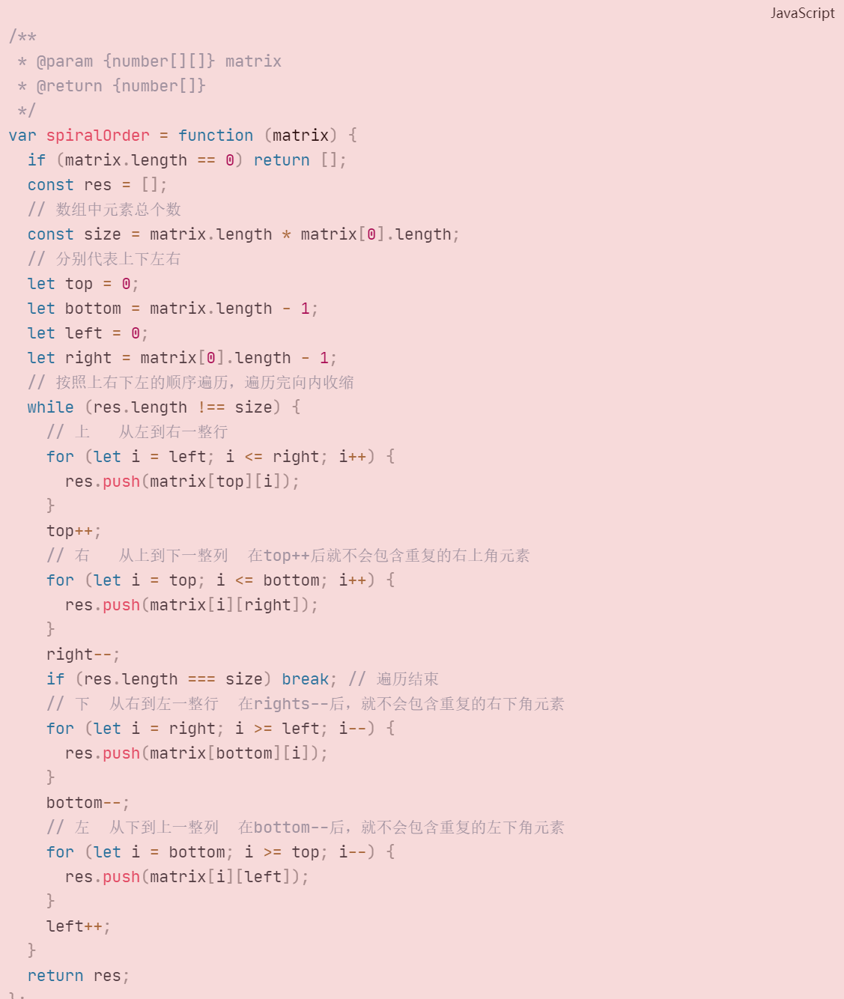 JavaScript
/**
 * @param {number[][]} matrix
 * @return {number[]}
 */
var spiralOrder = function (matrix) {
  if (matrix.length == 0) return [];
  const res = [];
  // 数组中元素总个数
  const size = matrix.length * matrix[0].length;
  // 分别代表上下左右
  let top = 0;
  let bottom = matrix.length - 1;
  let left = 0;
  let right = matrix[0].length - 1;
  // 按照上右下左的顺序遍历，遍历完向内收缩
  while (res.length !== size) {
    // 上   从左到右一整行
    for (let i = left; i <= right; i++) {
      res.push(matrix[top][i]);
    }
    top++;
    // 右   从上到下一整列  在top++后就不会包含重复的右上角元素
    for (let i = top; i <= bottom; i++) {
      res.push(matrix[i][right]);
    }
    right--;
    if (res.length === size) break; // 遍历结束
    // 下  从右到左一整行  在rights--后，就不会包含重复的右下角元素
    for (let i = right; i >= left; i--) {
      res.push(matrix[bottom][i]);
    }
    bottom--;
    // 左  从下到上一整列  在bottom--后，就不会包含重复的左下角元素
    for (let i = bottom; i >= top; i--) {
      res.push(matrix[i][left]);
    }
    left++;
  }
  return res;
};